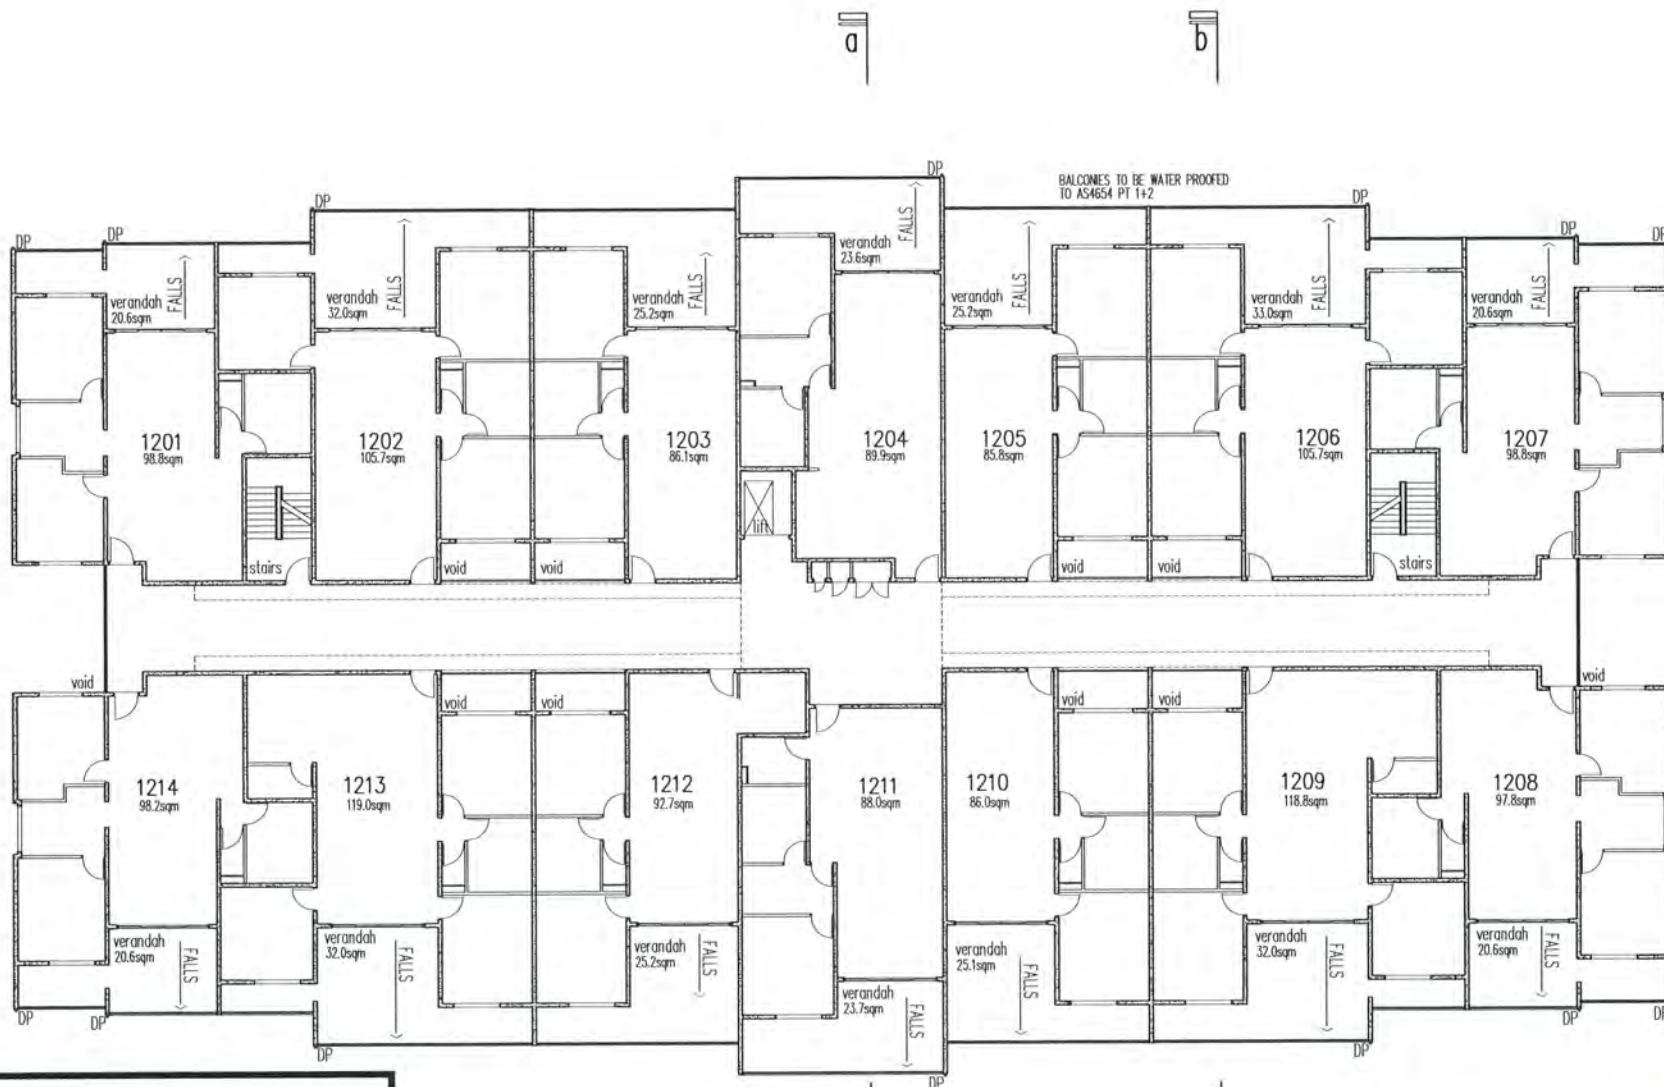 a
b
DP
BALCONIES TO BE WATER PROOFED
TO AS4654 PT 1+2
DP
DP
DP
DP
DP
DP
DP
verandah
20.6sqm
FALLS
verandah
32.0sqm
FALLS
verandah
25.2sqm
FALLS
verandah
23.6sqm
FALLS
verandah
25.2sqm
FALLS
verandah
33.0sqm
FALLS
verandah
20.6sqm
FALLS
1201
98.8sqm
1202
105.7sqm
1203
86.1sqm
1204
89.9sqm
1205
85.8sqm
1206
105.7sqm
1207
98.8sqm
lift
stairs
void
void
void
void
stairs
void
void
void
void
void
void
1214
98.2sqm
1213
119.0sqm
1212
92.7sqm
1211
88.0sqm
1210
86.0sqm
1209
118.8sqm
1208
97.8sqm
verandah
20.6sqm
FALLS
verandah
32.0sqm
FALLS
verandah
25.2sqm
FALLS
verandah
23.7sqm
FALLS
verandah
25.1sqm
FALLS
verandah
32.0sqm
FALLS
verandah
20.6sqm
FALLS
DP
DP
DP
DP
DP
DP
DP
DP